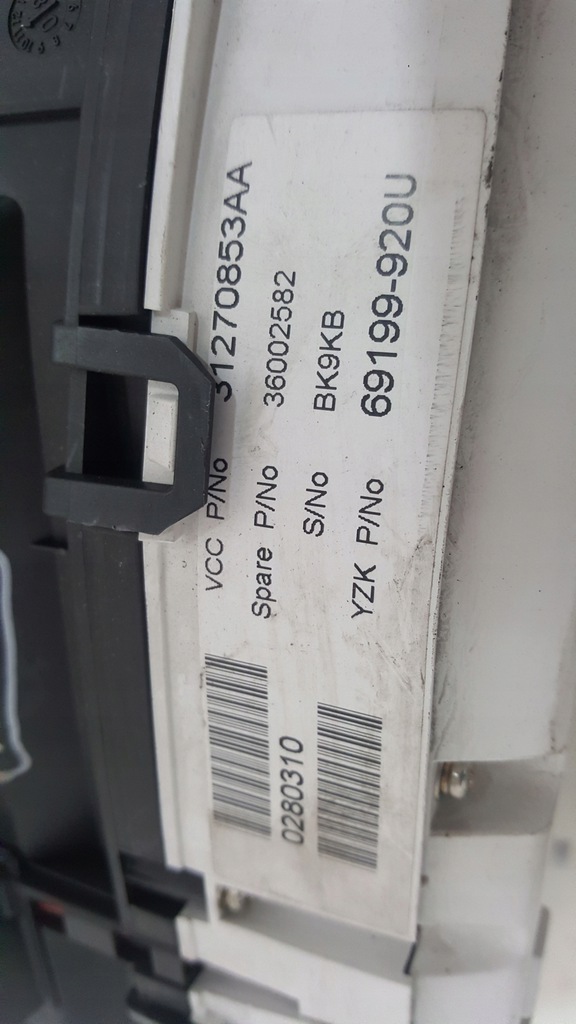 VCC P/No 31270853AA
Spare P/No 36002582
S/No BK9KB
YZK P/No 69199-920U
0280310